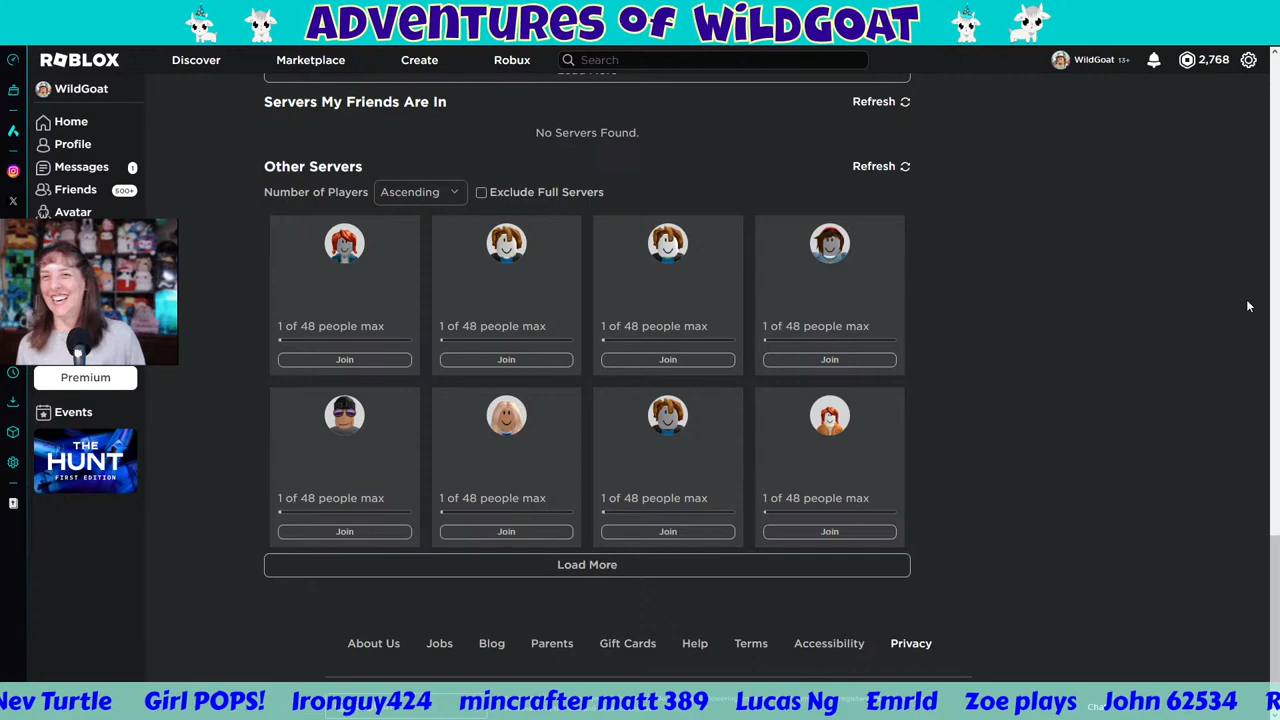 ADVENTURES OF WILDGOAT
ROBLOX Discover Marketplace Create Robux Search WildGoat 13+ 2,768
WildGoat
Home
Profile
Messages 1
Friends 500+
Avatar
Premium
Events
THE
HUNT
FIRST EDITION
Load More
Servers My Friends Are In Refresh
No Servers Found.
Other Servers Refresh
Number of Players Ascending Exclude Full Servers
1 of 48 people max 1 of 48 people max 1 of 48 people max 1 of 48 people max
Join Join Join Join
1 of 48 people max 1 of 48 people max 1 of 48 people max 1 of 48 people max
Join Join Join Join
Load More
About Us Jobs Blog Parents Gift Cards Help Terms Accessibility Privacy
Nev Turtle Girl POPS! Ironguy424 mincrafter matt 389 Lucas Ng Emrld Zoe plays John 62534